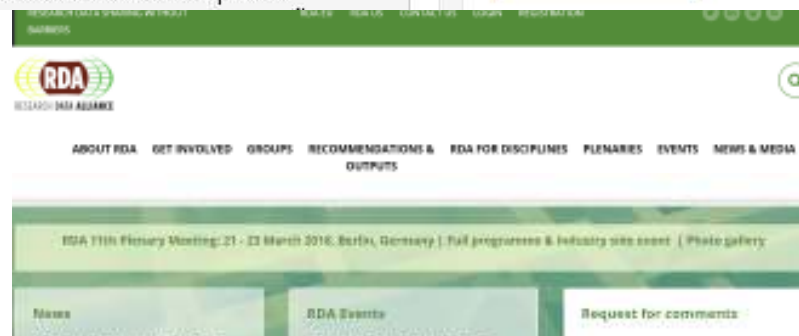 RESEARCH DATA SHARING WITHOUT BARRIERS
RDA EU RDA US CONTACT US LOGIN REGISTRATION
RDA
RESEARCH DATA ALLIANCE
ABOUT RDA GET INVOLVED GROUPS RECOMMENDATIONS & OUTPUTS RDA FOR DISCIPLINES PLENARIES EVENTS NEWS & MEDIA
RDA 11th Plenary Meeting: 21 - 23 March 2018, Berlin, Germany | Full programme & Industry site event | Photo gallery
News
RDA Events
Request for comments